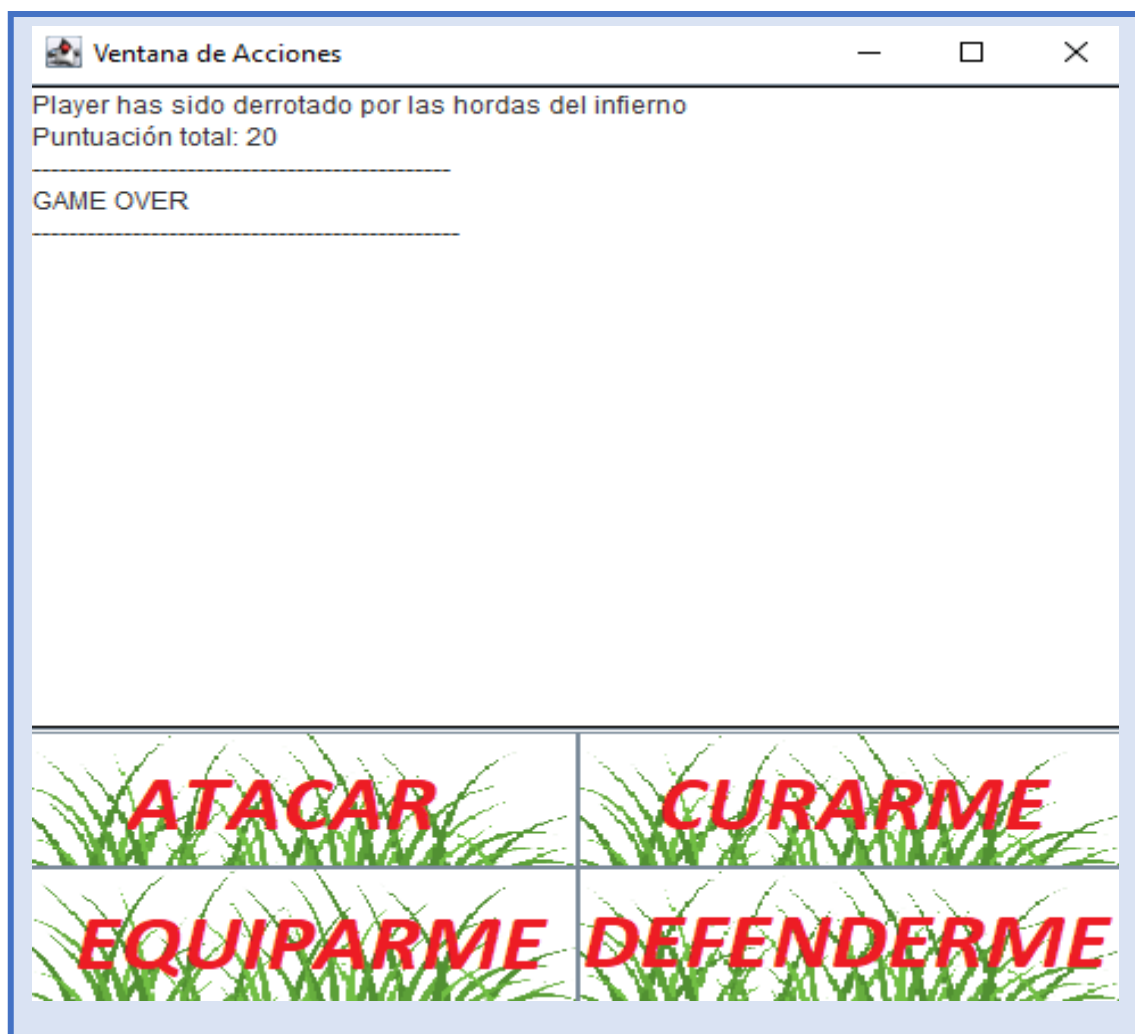 Ventana de Acciones
Player has sido derrotado por las hordas del infierno
Puntuación total: 20
----------------------------------------------------
GAME OVER
-----------------------------------------------------
ATACAR
CURARME
EQUIPARME
DEFENDERME